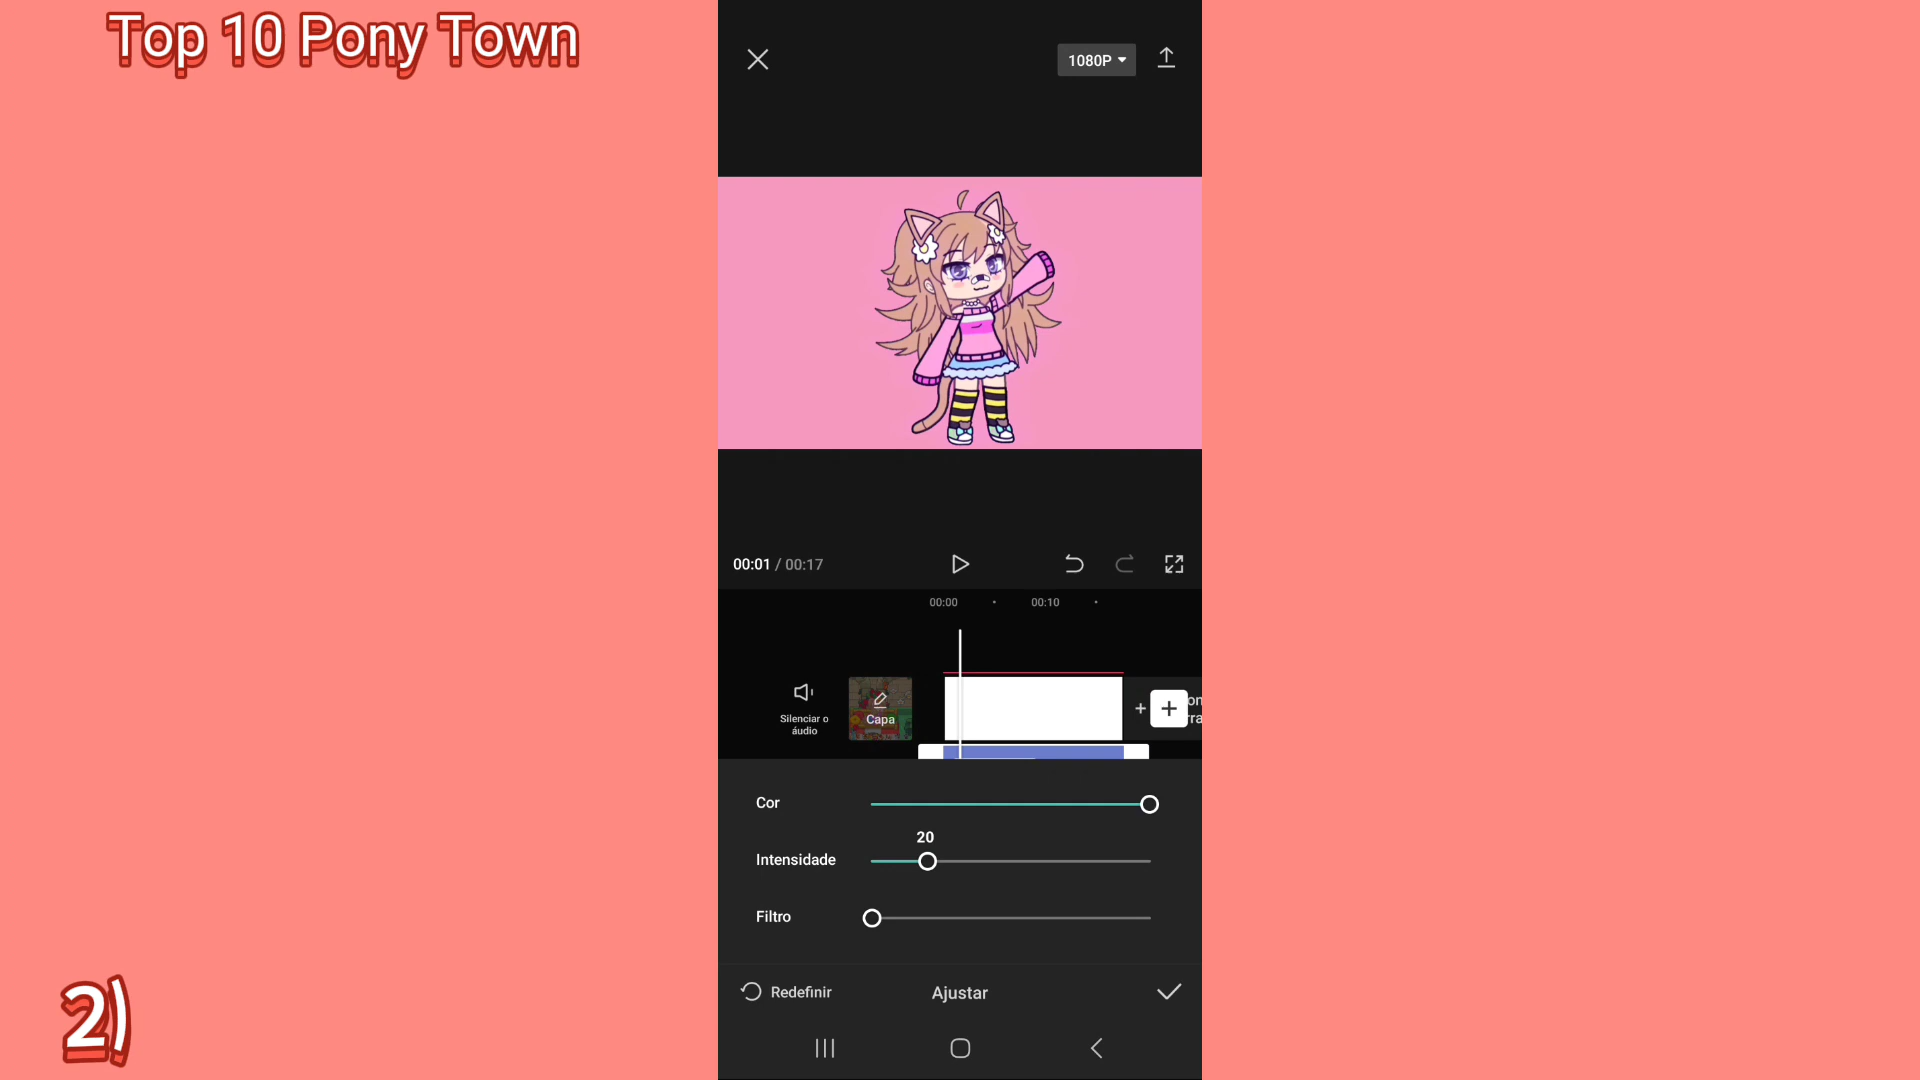 Top 10 Pony Town
1080P
00:01 / 00:17
00:00
00:10
Silenciar o
áudio
Capa
Cor
20
Intensidade
Filtro
Redefinir
Ajustar
2)